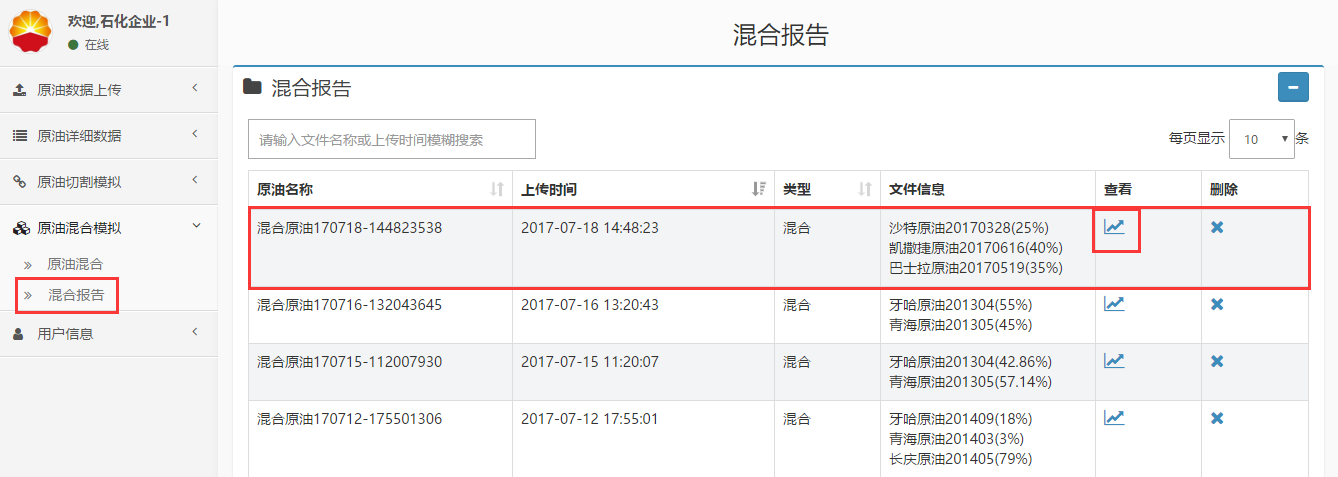 欢迎,石化企业-1
在线
原油数据上传
原油详细数据
原油切割模拟
原油混合模拟
原油混合
混合报告
用户信息
混合报告
混合报告
请输入文件名称或上传时间模糊搜索
每页显示 10 条
原油名称 上传时间 类型 文件信息 查看 删除
混合原油170718-144823538 2017-07-18 14:48:23 混合 沙特原油20170328(25%)
凯撒捷原油20170616(40%)
巴士拉原油20170519(35%)
混合原油170716-132043645 2017-07-16 13:20:43 混合 牙哈原油201304(55%)
青海原油201305(45%)
混合原油170715-112007930 2017-07-15 11:20:07 混合 牙哈原油201304(42.86%)
青海原油201305(57.14%)
混合原油170712-175501306 2017-07-12 17:55:01 混合 牙哈原油201409(18%)
青海原油201403(3%)
长庆原油201405(79%)